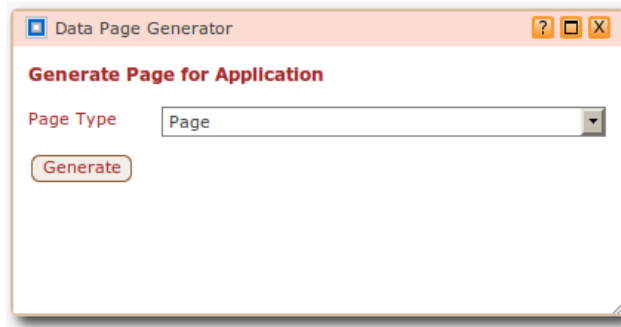 Data Page Generator ? X
Generate Page for Application
Page Type Page
Generate